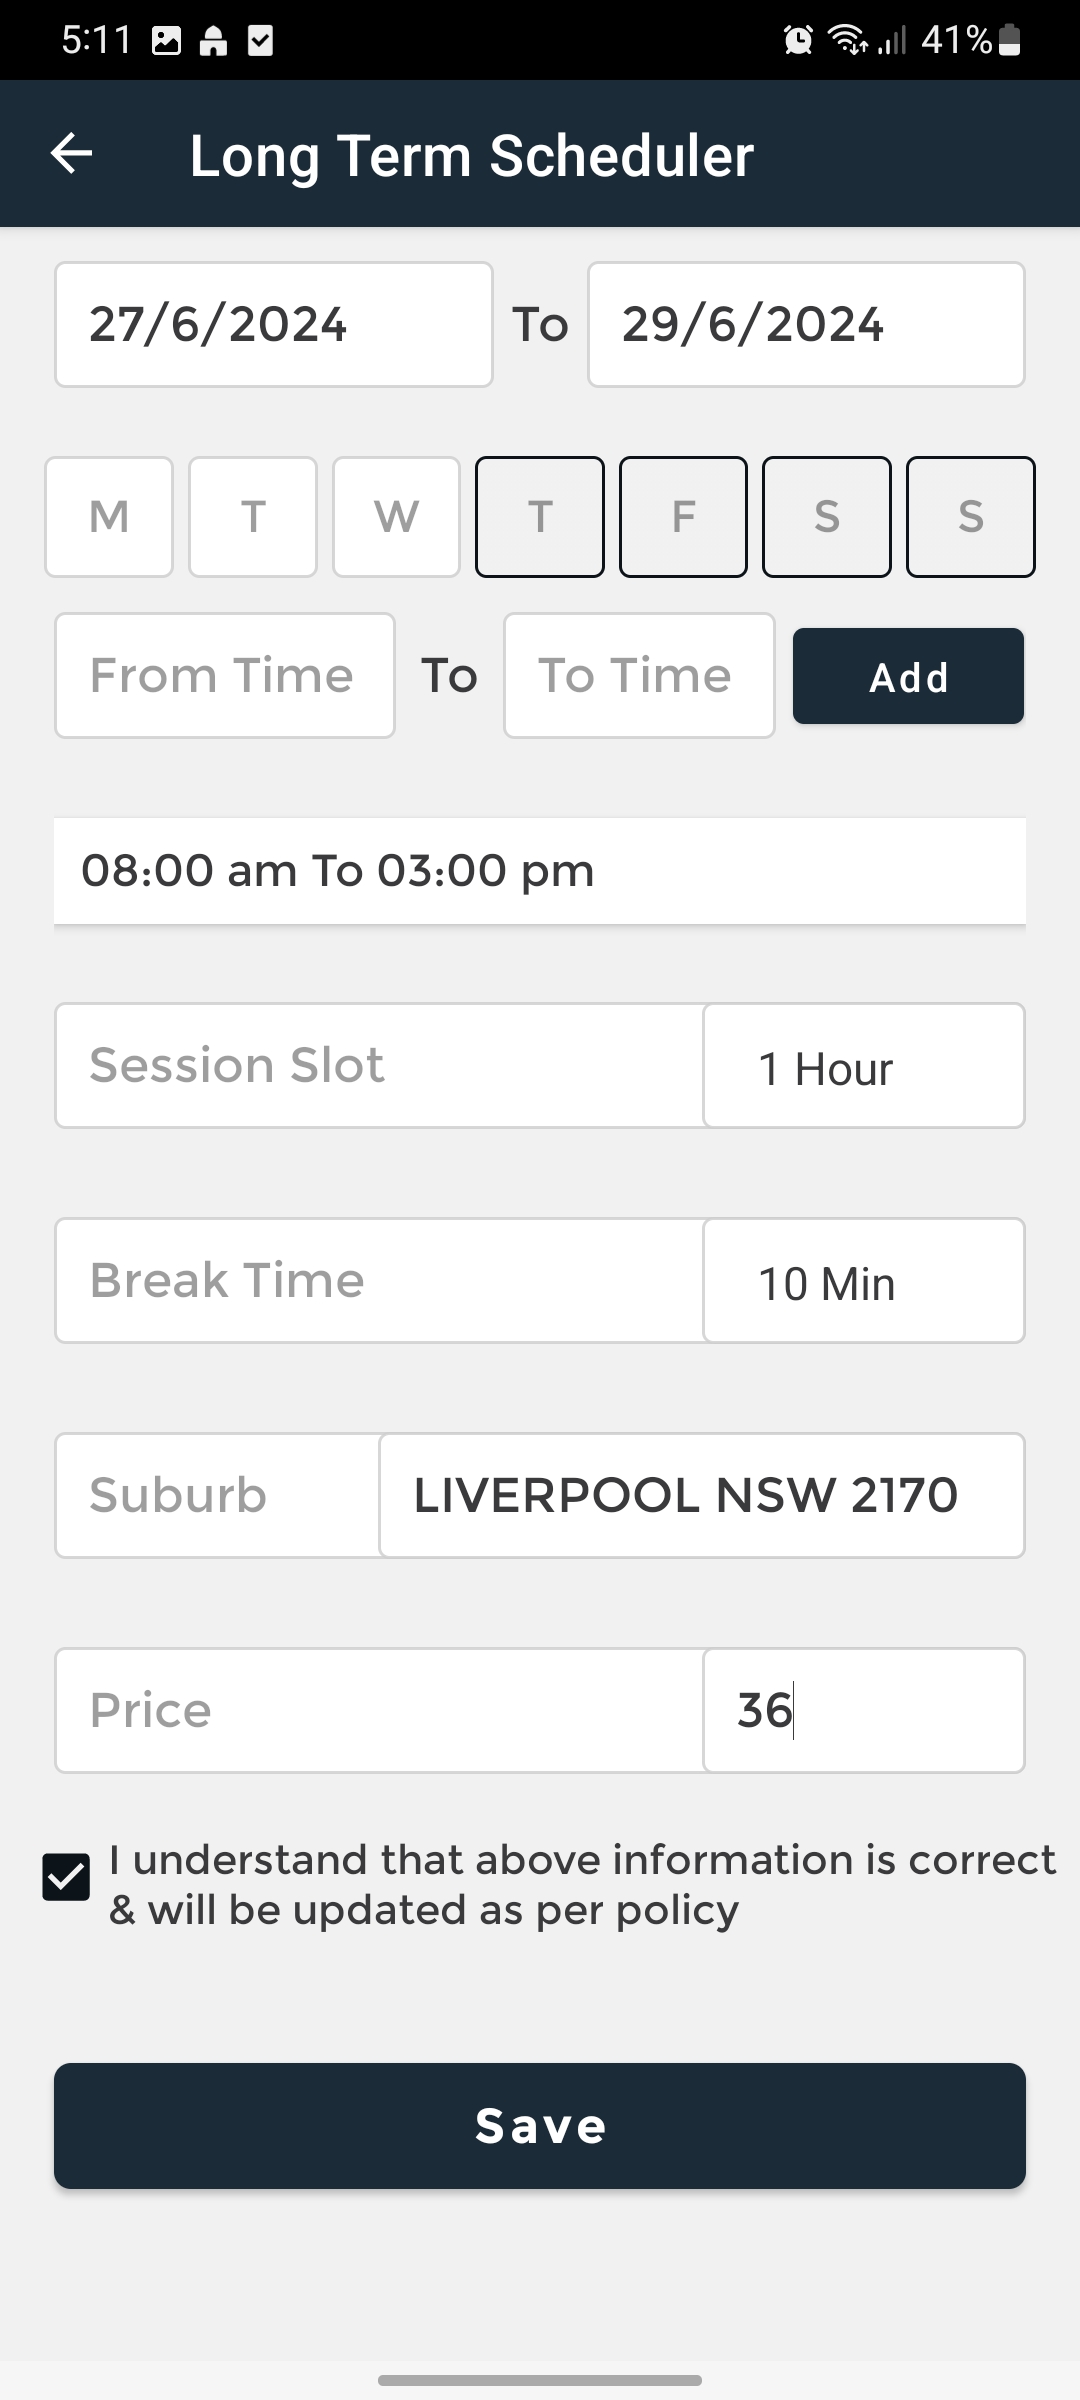 5:11 41%
Long Term Scheduler
27/6/2024 To 29/6/2024
M T W T F S S
From Time To To Time Add
08:00 am To 03:00 pm
Session Slot 1 Hour
Break Time 10 Min
Suburb LIVERPOOL NSW 2170
Price 36
I understand that above information is correct
& will be updated as per policy
Save